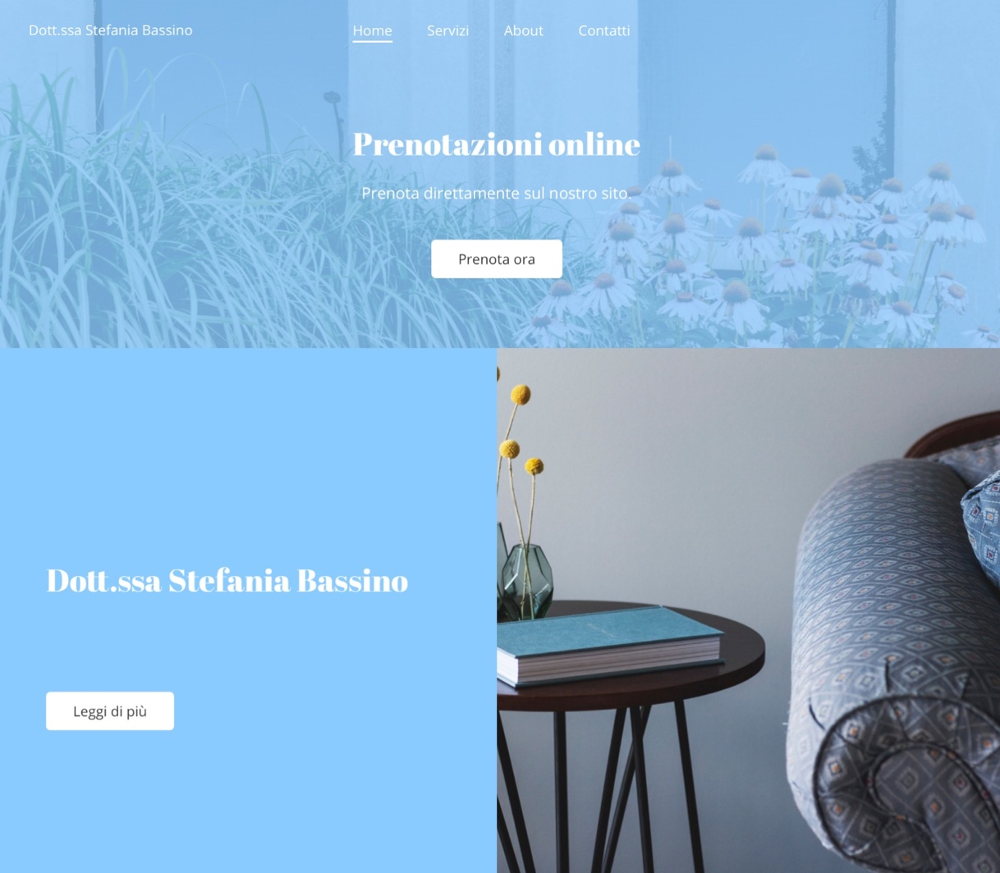 Dott.ssa Stefania Bassino
Home Servizi About Contatti
Prenotazioni online
Prenota direttamente sul nostro sito.
Prenota ora
Dott.ssa Stefania Bassino
Leggi di più